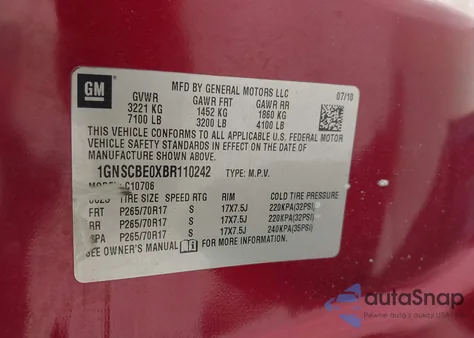 GM
MFD BY GENERAL MOTORS LLC
07/10
GVWR GAWR FRT GAWR RR
3221 KG 1452 KG 1860 KG
7100 LB 3200 LB 4100 LB
THIS VEHICLE CONFORMS TO ALL APPLICABLE U.S. FEDERAL MOTOR
VEHICLE SAFETY STANDARDS IN EFFECT ON THE DATE OF
MANUFACTURE SHOWN ABOVE.
1GNSCBE0XBR110242 TYPE: M.P.V.
MODEL: C10706
TIRE SIZE SPEED RTG RIM COLD TIRE PRESSURE
FRT P265/70R17 S 17X7.5J 220KPA(32PSI)
RR P265/70R17 S 17X7.5J 220KPA(32PSI)
SPA P265/70R17 S 17X7.5J 240KPA(35PSI)
SEE OWNER'S MANUAL FOR MORE INFORMATION.
autoSnap
Pewne auta z